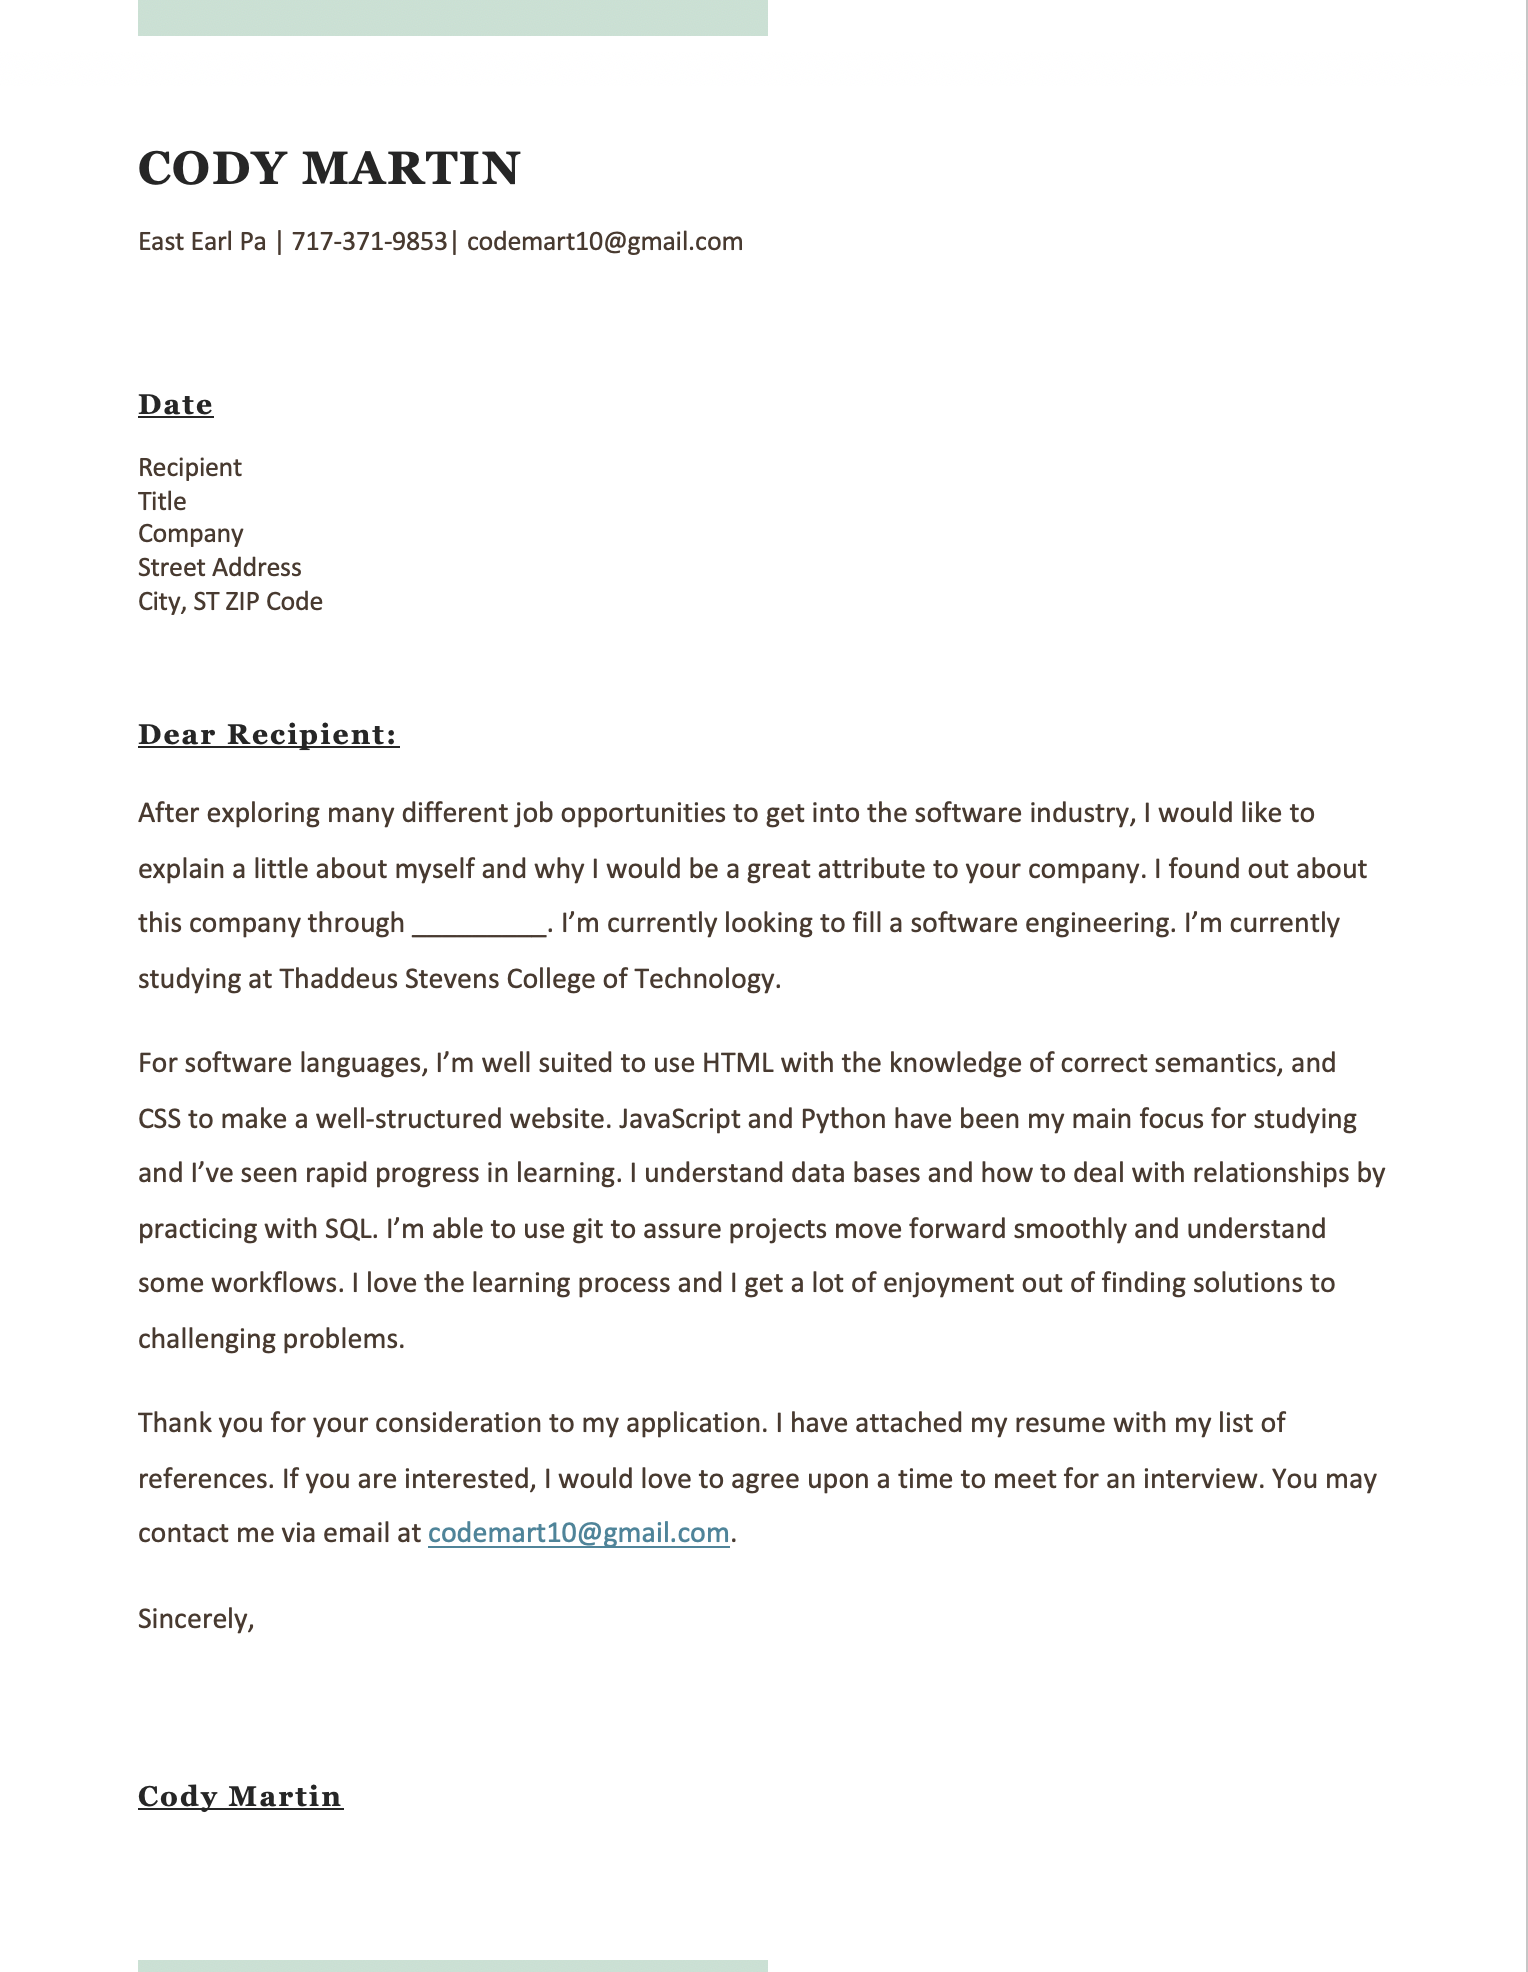 CODY MARTIN
East Earl Pa | 717-371-9853| codemart10@gmail.com
Date
Recipient
Title
Company
Street Address
City, ST ZIP Code
Dear Recipient:
After exploring many different job opportunities to get into the software industry, I would like to
explain a little about myself and why I would be a great attribute to your company. I found out about
this company through __________. I’m currently looking to fill a software engineering. I’m currently
studying at Thaddeus Stevens College of Technology.
For software languages, I’m well suited to use HTML with the knowledge of correct semantics, and
CSS to make a well-structured website. JavaScript and Python have been my main focus for studying
and I’ve seen rapid progress in learning. I understand data bases and how to deal with relationships by
practicing with SQL. I’m able to use git to assure projects move forward smoothly and understand
some workflows. I love the learning process and I get a lot of enjoyment out of finding solutions to
challenging problems.
Thank you for your consideration to my application. I have attached my resume with my list of
references. If you are interested, I would love to agree upon a time to meet for an interview. You may
contact me via email at codemart10@gmail.com.
Sincerely,
Cody Martin